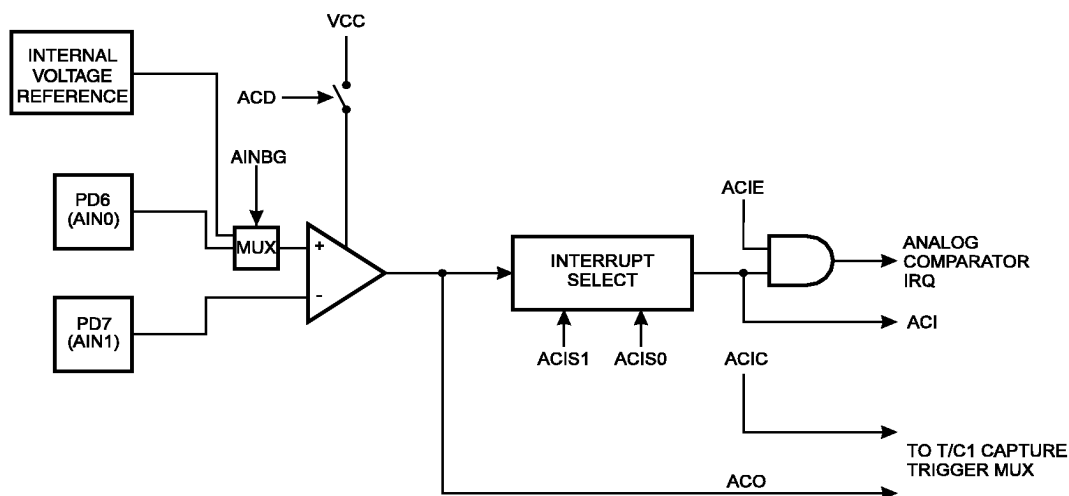 VCC
INTERNAL
VOLTAGE
REFERENCE
ACD
AINBG
PD6
(AIN0)
MUX
+
-
PD7
(AIN1)
INTERRUPT
SELECT
ACIS1
ACIS0
ACIE
ANALOG
COMPARATOR
IRQ
ACI
ACIC
TO T/C1 CAPTURE
TRIGGER MUX
ACO